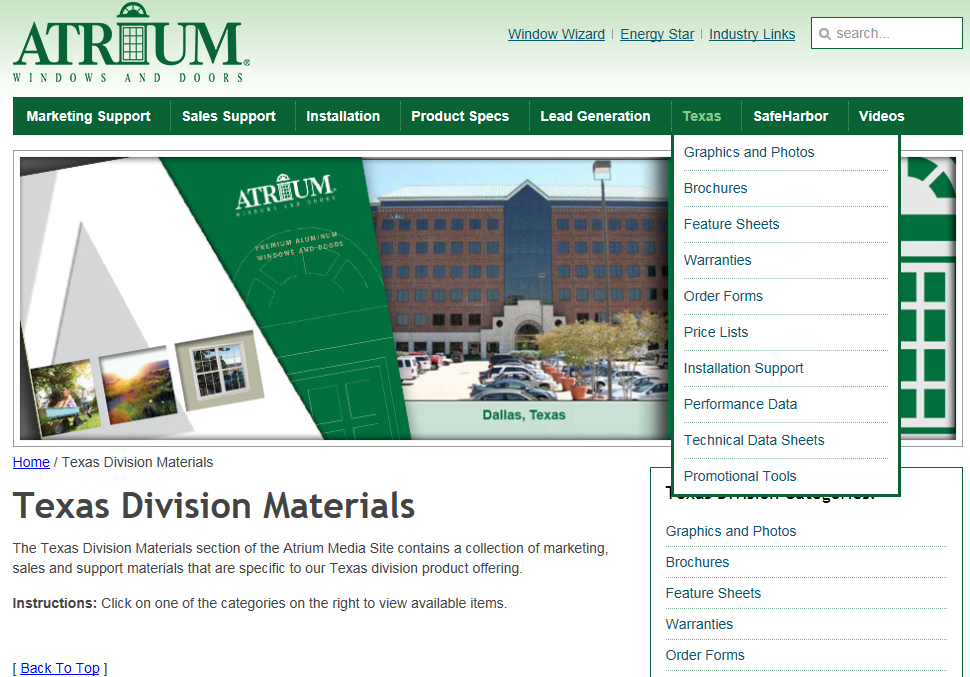 ATRIUM®
WINDOWS AND DOORS
Window Wizard | Energy Star | Industry Links
search...
Marketing Support
Sales Support
Installation
Product Specs
Lead Generation
Texas
SafeHarbor
Videos
Graphics and Photos
Brochures
Feature Sheets
Warranties
Order Forms
Price Lists
Installation Support
Performance Data
Technical Data Sheets
Promotional Tools
ATRIUM
WINDOWS AND DOORS
PREMIUM ALUMINUM
WINDOWS AND DOORS
Dallas, Texas
Home / Texas Division Materials
Texas Division Materials
The Texas Division Materials section of the Atrium Media Site contains a collection of marketing,
sales and support materials that are specific to our Texas division product offering.
Instructions: Click on one of the categories on the right to view available items.
[ Back To Top ]
Texas Division Categories:
Graphics and Photos
Brochures
Feature Sheets
Warranties
Order Forms